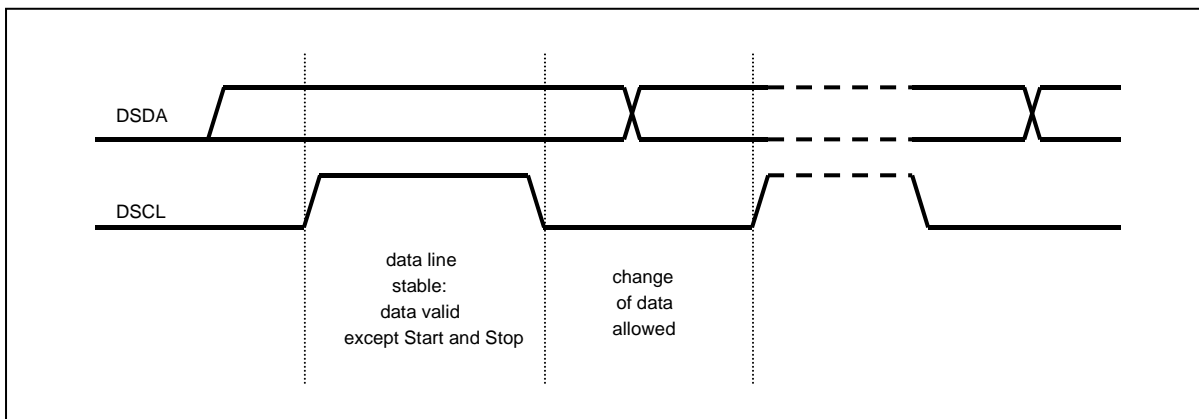 DSDA
DSCL
data line
stable:
data valid
except Start and Stop
change
of data
allowed